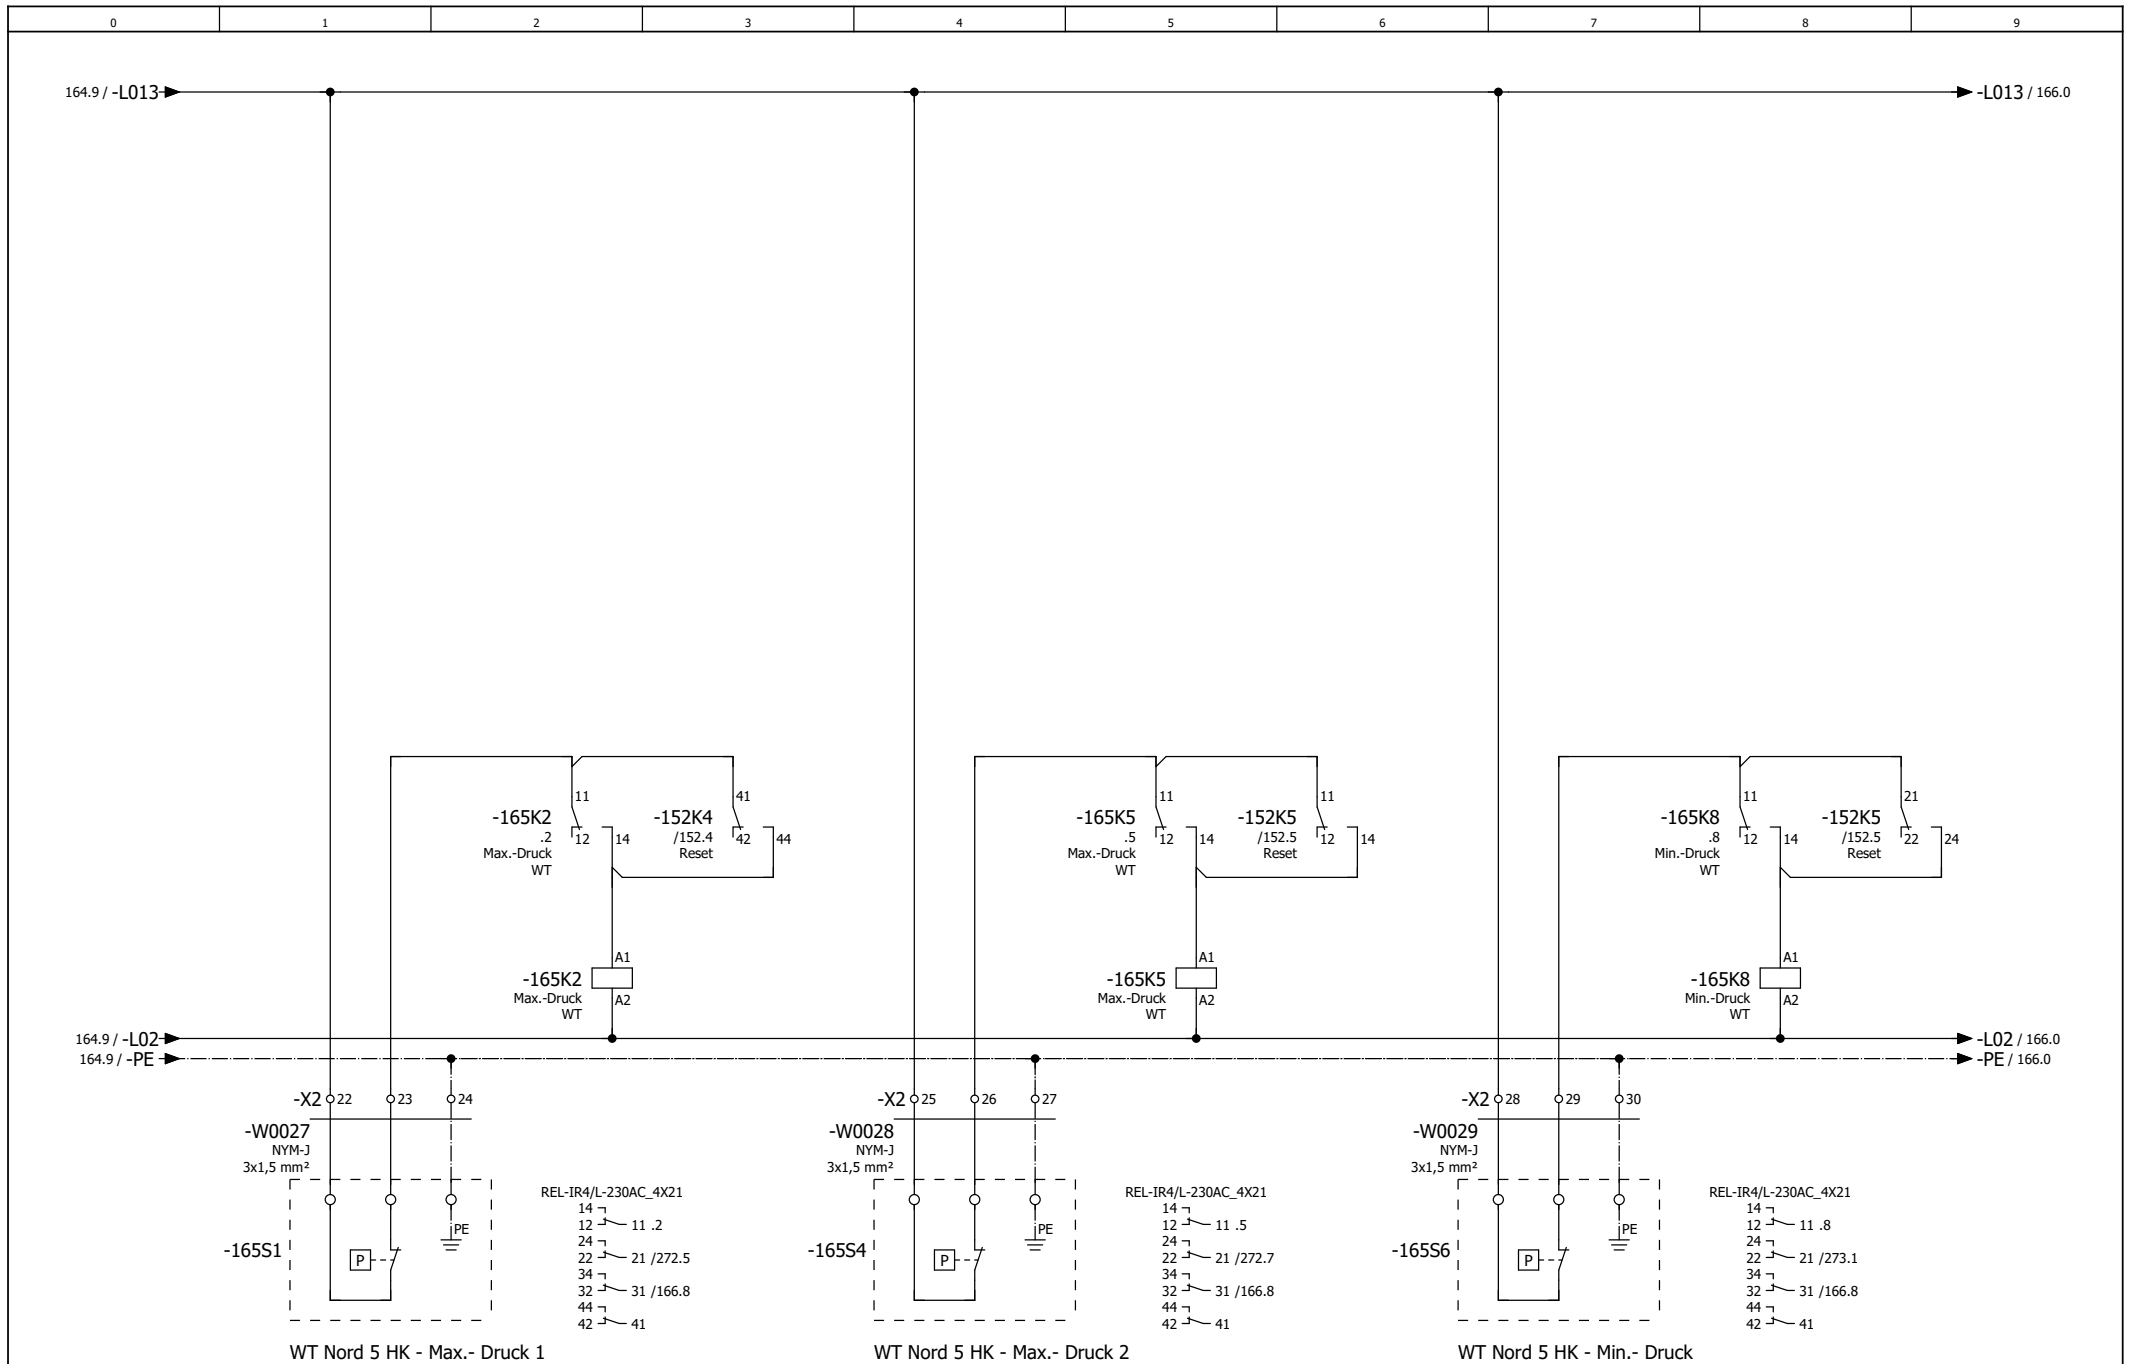 0 1 2 3 4 5 6 7 8 9
164.9 / -L013 -L013 / 166.0
11 41 11 11 11 21
-165K2 -152K4 -165K5 -152K5 -165K8 -152K5
.2 12 14 /152.4 42 44 .5 12 14 /152.5 12 14 .8 12 14 /152.5 22 24
Max.-Druck Reset Max.-Druck Reset Min.-Druck Reset
WT WT WT
A1 A1 A1
-165K2 -165K5 -165K8
Max.-Druck A2 Max.-Druck A2 Min.-Druck A2
WT WT WT
164.9 / -L02 -L02 / 166.0
164.9 / -PE -PE / 166.0
-X2 22 23 24 -X2 25 26 27 -X2 28 29 30
-W0027 -W0028 -W0029
NYM-J NYM-J NYM-J
3x1,5 mm² 3x1,5 mm² 3x1,5 mm²
REL-IR4/L-230AC_4X21 REL-IR4/L-230AC_4X21 REL-IR4/L-230AC_4X21
14 14 14
PE 12 11 .2 PE 12 11 .5 PE 12 11 .8
24 24 24
-165S1 P 22 21 /272.5 -165S4 P 22 21 /272.7 -165S6 P 22 21 /273.1
34 34 34
32 31 /166.8 32 31 /166.8 32 31 /166.8
44 44 44
42 41 42 41 42 41
WT Nord 5 HK - Max.- Druck 1 WT Nord 5 HK - Max.- Druck 2 WT Nord 5 HK - Min.- Druck